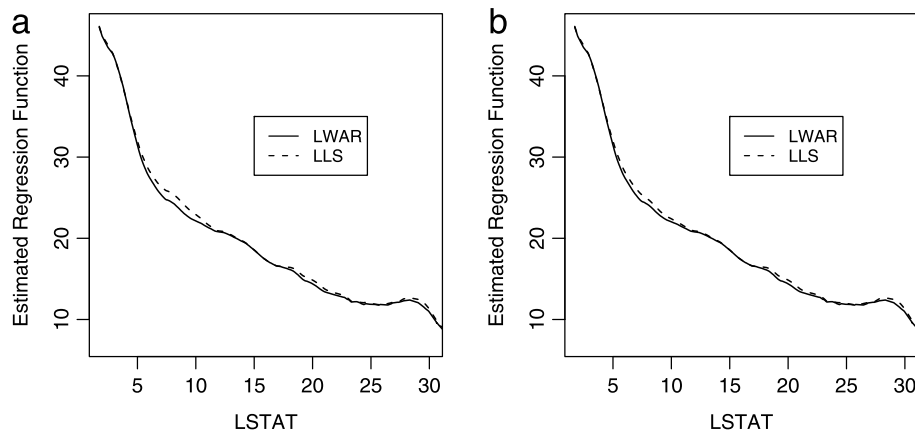 a
Estimated Regression Function
40
30
20
10
LWAR
LLS
5 10 15 20 25 30
LSTAT
b
Estimated Regression Function
40
30
20
10
LWAR
LLS
5 10 15 20 25 30
LSTAT